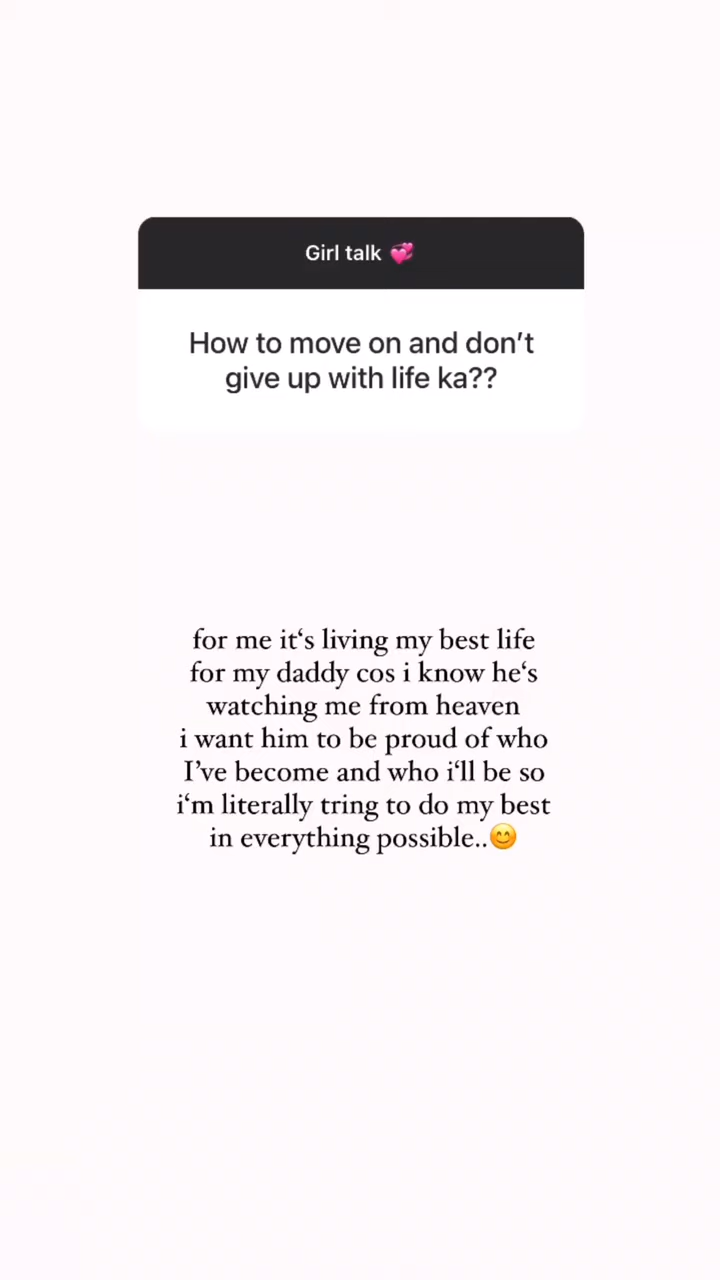 Girl talk 💞
How to move on and don’t
give up with life ka??
for me it‘s living my best life
for my daddy cos i know he‘s
watching me from heaven
i want him to be proud of who
I’ve become and who i‘ll be so
i‘m literally tring to do my best
in everything possible..😊